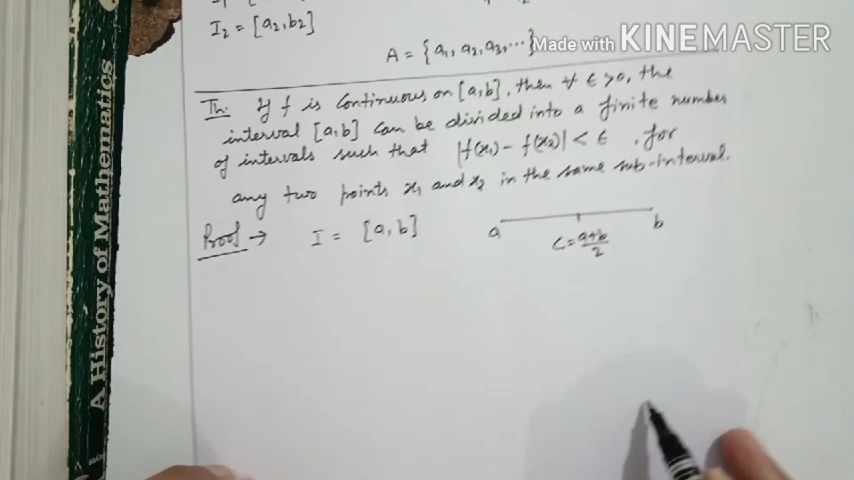 I₂ = [a₂, b₂]
A = {a₁, a₂, a₃, ...}
Made with KINEMASTER
Th. If f is continuous on [a,b], then ∀ ε > 0, the
interval [a,b] can be divided into a finite number
of intervals such that |f(x₁) - f(x₂)| < ε , for
any two points x₁ and x₂ in the same sub-interval.
Proof → I = [a,b]
a b
C = a+b/2
A History of Mathematics